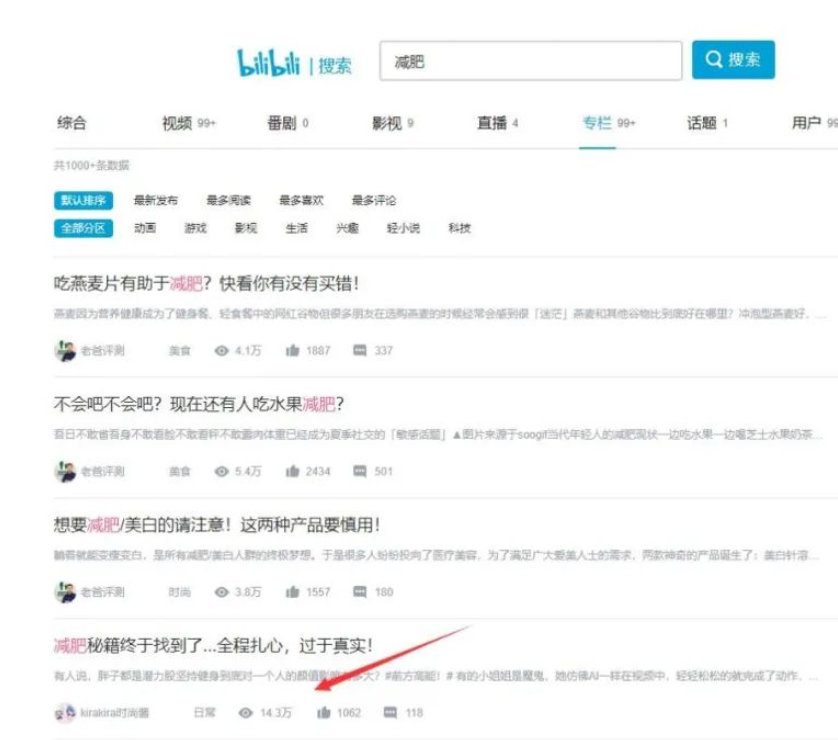 bilibili | 搜索 减肥 搜索
综合 视频 99+ 番剧 0 影视 9 直播 4 专栏 99+ 话题 1 用户 99
共1000+条数据
默认排序 最新发布 最多阅读 最多喜欢 最多评论
全部分区 动画 游戏 影视 生活 兴趣 轻小说 科技
吃燕麦片有助于减肥？快看你有没有买错！
燕麦因为营养健康成为了健身餐、轻食餐中的网红谷物但很多朋友在选购燕麦的时候经常会感到很「迷茫」燕麦和其他谷物比到底好在哪里？冲泡型燕麦好，...
老爸评测 美食 4.1万 1887 337
不会吧不会吧？现在还有人吃水果减肥？
吾日不敢省吾身不敢看脸不敢看秤不敢露肉体重已经成为夏季社交的「敏感话题」▲图片来源于soogif当代年轻人的减肥现状一边吃水果一边喝芝士水果奶茶...
老爸评测 美食 5.4万 2434 501
想要减肥/美白的请注意！这两种产品要慎用！
躺着就能变瘦变白，是所有减肥/美白人群的终极梦想。于是很多人纷纷投向了医疗美容，为了满足广大爱美人士的需求，两款神奇的产品诞生了：美白针溶...
老爸评测 时尚 3.8万 1557 180
减肥秘籍终于找到了...全程扎心，过于真实！
有人说，胖子都是潜力股坚持健身到底对一个人的颜值影响有多大？#前方高能！# 有的小姐姐是魔鬼，她仿佛AI一样在视频中，轻轻松松的就完成了动作，...
kirakira时尚酱 日常 14.3万 1062 118